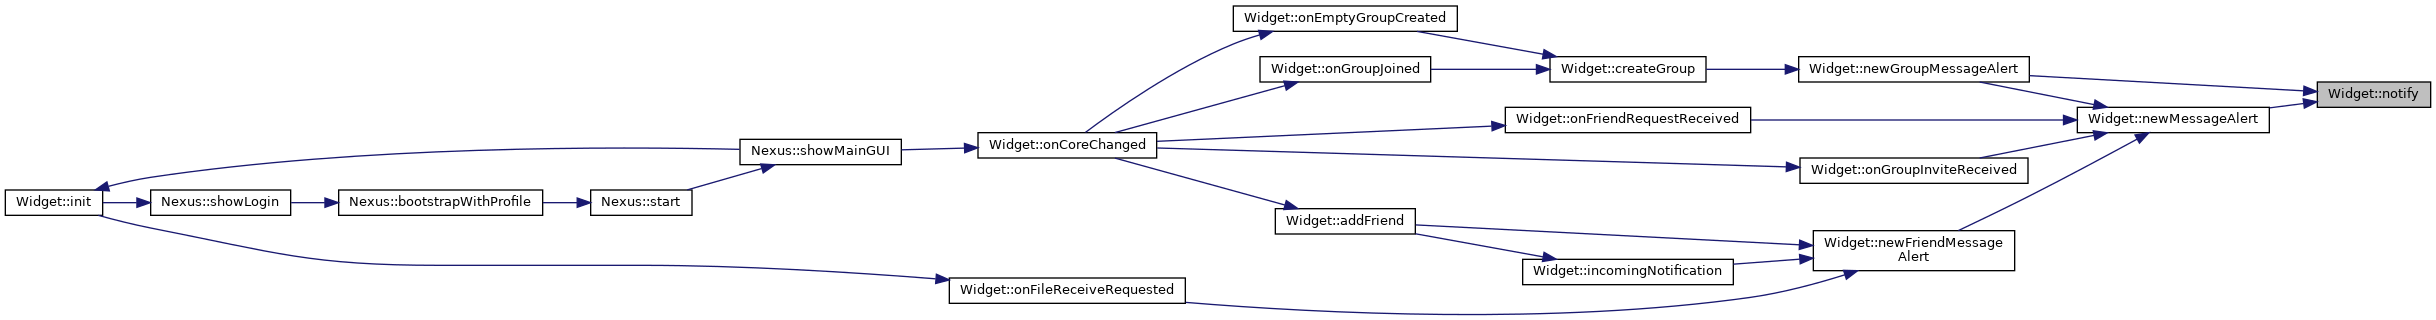 Widget::onEmptyGroupCreated
Widget::onGroupJoined
Widget::createGroup
Widget::newGroupMessageAlert
Widget::notify
Widget::onFriendRequestReceived
Widget::newMessageAlert
Nexus::showMainGUI
Widget::onCoreChanged
Widget::onGroupInviteReceived
Widget::init
Nexus::showLogin
Nexus::bootstrapWithProfile
Nexus::start
Widget::addFriend
Widget::newFriendMessage
Alert
Widget::incomingNotification
Widget::onFileReceiveRequested